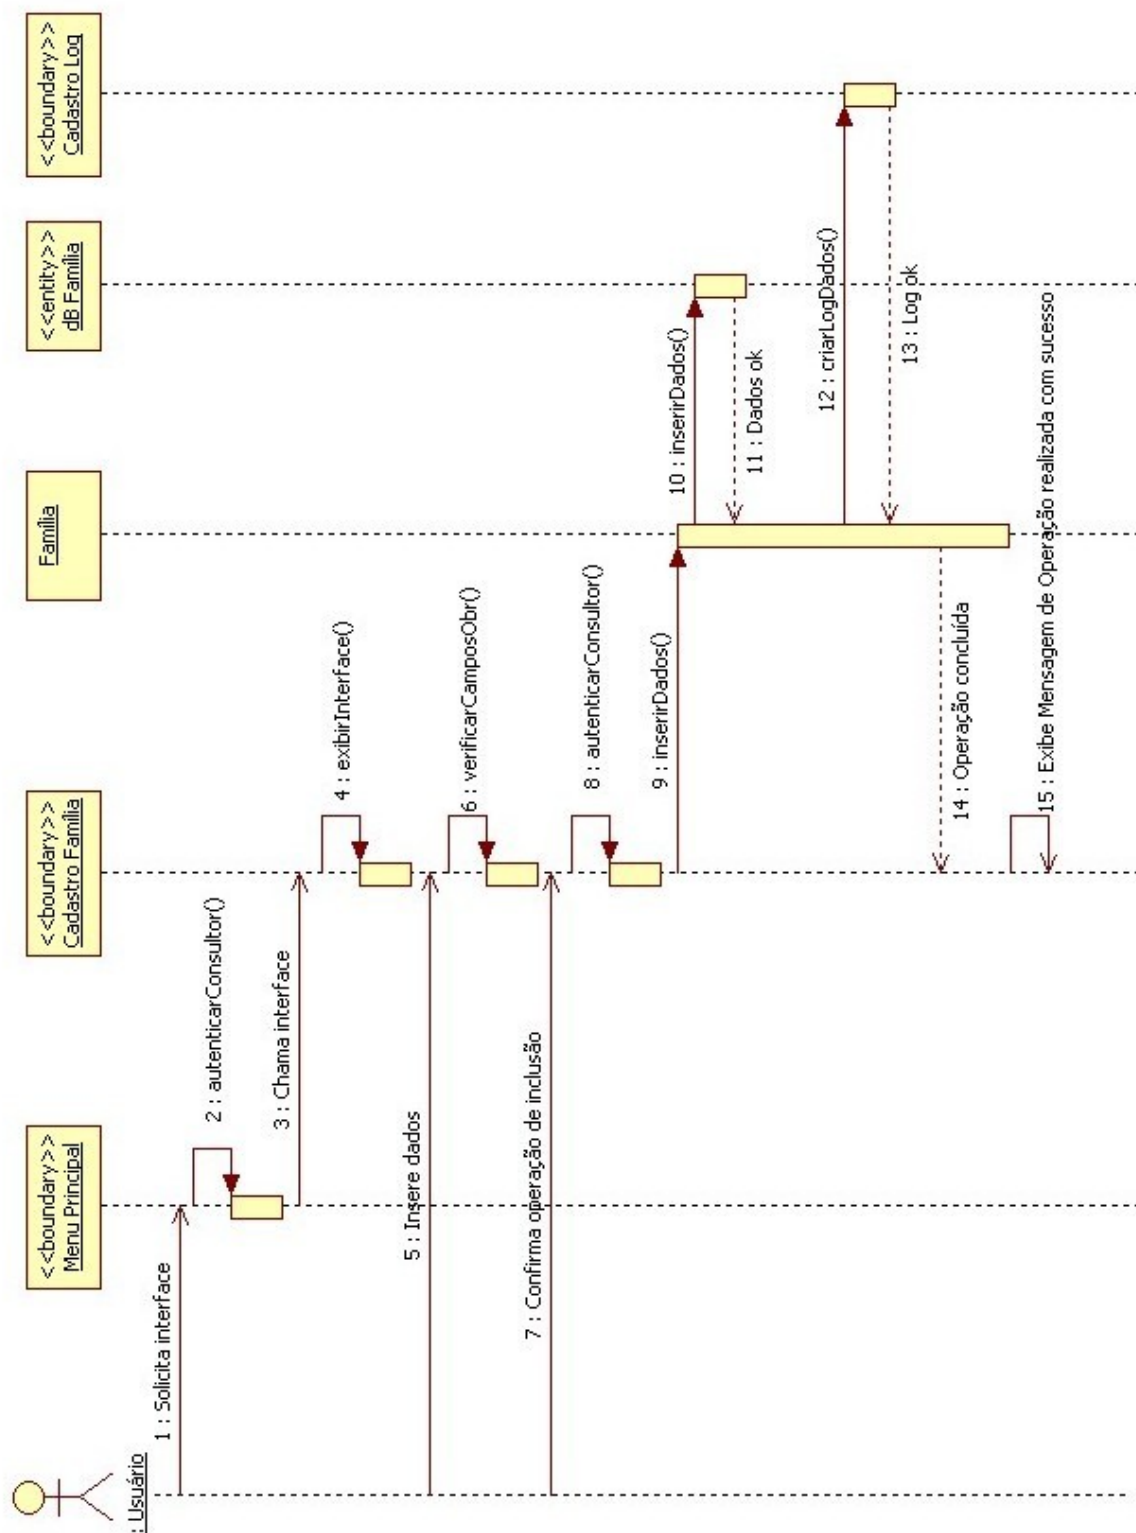 : Usuário
<<boundary>>
Menu Principal
<<boundary>>
Cadastro Família
Família
<<entity>>
dB Família
<<boundary>>
Cadastro Log
1 : Solicita interface
2 : autenticarConsultor()
3 : Chama interface
4 : exibirInterface()
5 : Insere dados
6 : verificarCamposObr()
7 : Confirma operação de inclusão
8 : autenticarConsultor()
9 : inserirDados()
10 : inserirDados()
11 : Dados ok
12 : criarLogDados()
13 : Log ok
14 : Operação concluída
15 : Exibe Mensagem de Operação realizada com sucesso